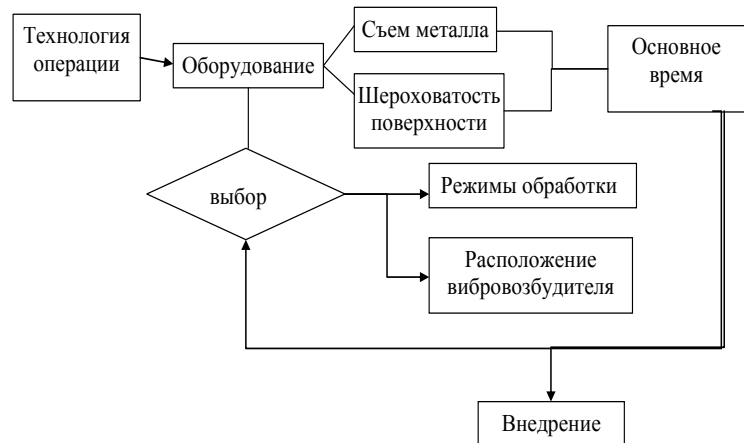 Технология
операции
Оборудование
Съем металла
Шероховатость
поверхности
Основное
время
выбор
Режимы обработки
Расположение
вибровозбудителя
Внедрение